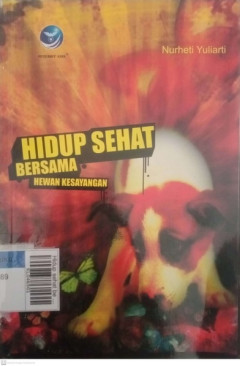 Nurheti Yuliarti
HIDUP SEHAT
BERSAMA
HEWAN KESAYANGAN